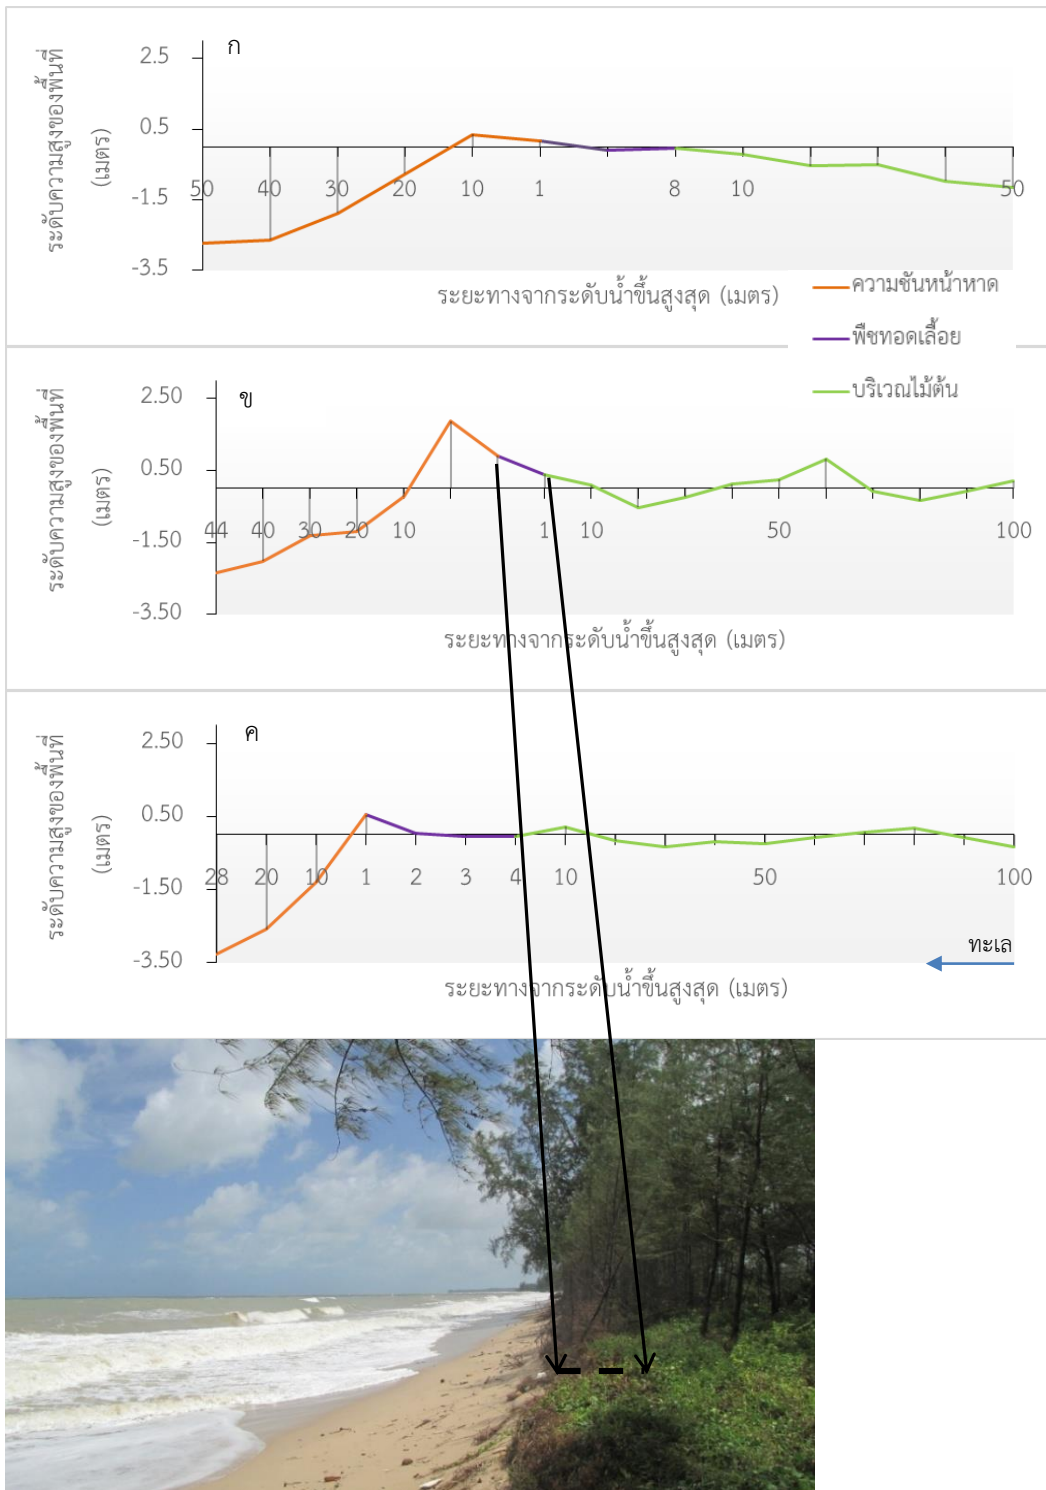 ก
ระดับความสูงของพื้นที่
(เมตร)
2.5
0.5
-1.5
-3.5
50 40 30 20 10 1 8 10 50
ระยะทางจากระดับน้ำขึ้นสูงสุด (เมตร)
ความชันหน้าหาด
พืชทอดเลื้อย
บริเวณไม้ต้น
ข
ระดับความสูงของพื้นที่
(เมตร)
2.50
0.50
-1.50
-3.50
44 40 30 20 10 1 10 50 100
ระยะทางจากระดับน้ำขึ้นสูงสุด (เมตร)
ค
ระดับความสูงของพื้นที่
(เมตร)
2.50
0.50
-1.50
-3.50
28 20 10 1 2 3 4 10 50 100
ทะเล
ระยะทางจากระดับน้ำขึ้นสูงสุด (เมตร)